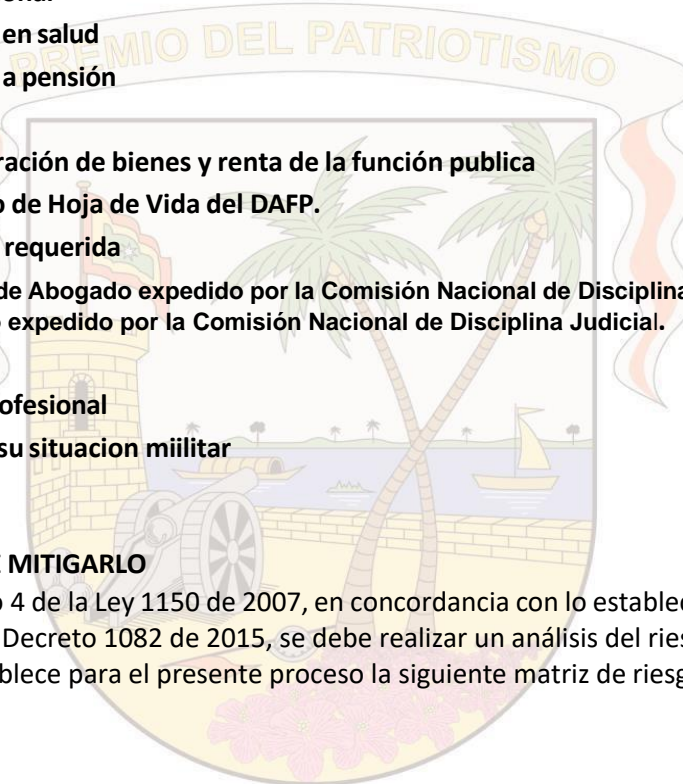 en salud
PREMIO DEL PATRIOTISMO
a pensión
ración de bienes y renta de la función publica
o de Hoja de Vida del DAFP.
requerida
de Abogado expedido por la Comisión Nacional de Disciplina
expedido por la Comisión Nacional de Disciplina Judicial.
ofesional
su situacion miilitar
MITIGARLO
4 de la Ley 1150 de 2007, en concordancia con lo establec
Decreto 1082 de 2015, se debe realizar un análisis del ries
blece para el presente proceso la siguiente matriz de riesg